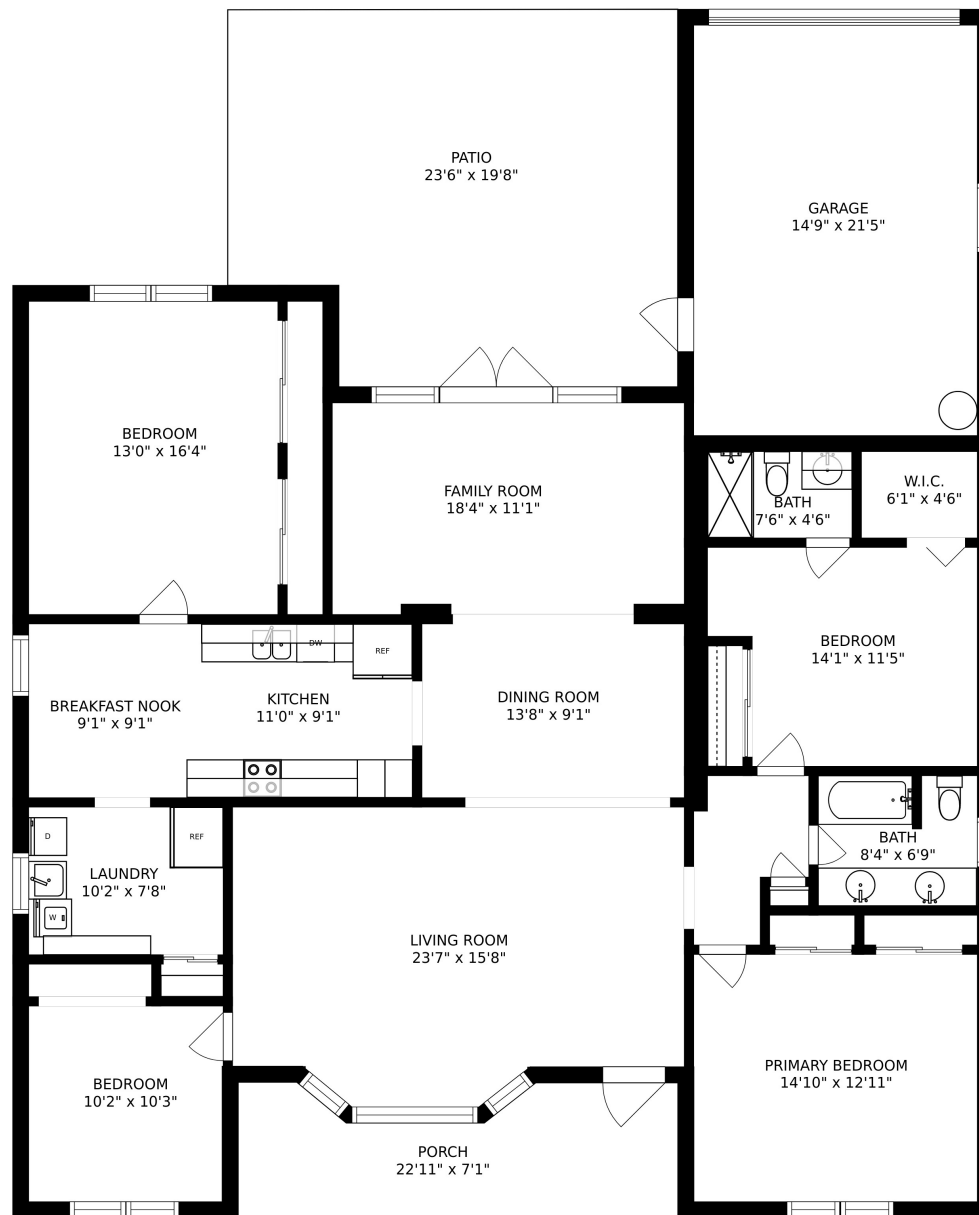 PATIO
23'6" x 19'8"
GARAGE
14'9" x 21'5"
BEDROOM
13'0" x 16'4"
FAMILY ROOM
18'4" x 11'1"
BATH
7'6" x 4'6"
W.I.C.
6'1" x 4'6"
BEDROOM
14'1" x 11'5"
DW
REF
BREAKFAST NOOK
9'1" x 9'1"
KITCHEN
11'0" x 9'1"
DINING ROOM
13'8" x 9'1"
D
REF
LAUNDRY
10'2" x 7'8"
W
BATH
8'4" x 6'9"
LIVING ROOM
23'7" x 15'8"
BEDROOM
10'2" x 10'3"
PRIMARY BEDROOM
14'10" x 12'11"
PORCH
22'11" x 7'1"